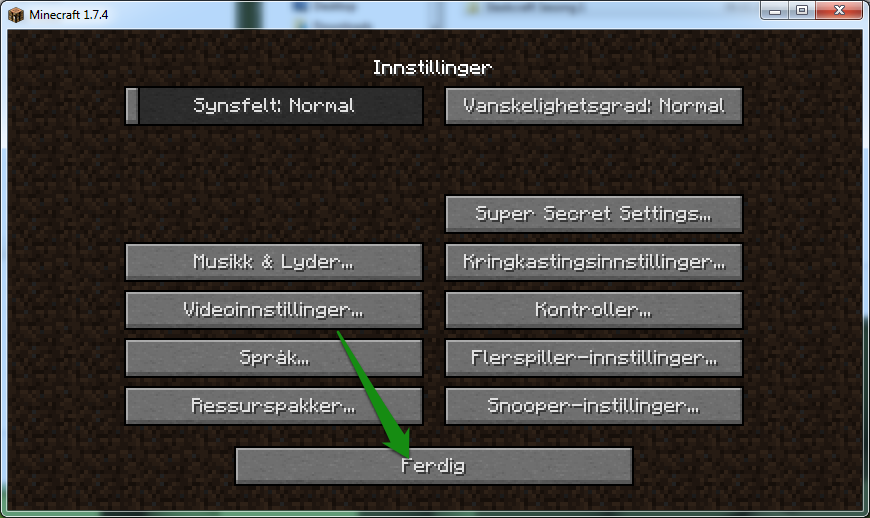 Minecraft 1.7.4
Innstillinger
Synsfelt: Normal
Vanskelighetsgrad: Normal
Super Secret Settings...
Musikk & Lyder...
Kringkastingsinnstillinger...
Videoinnstillinger...
Kontroller...
Språk...
Flerspiller-innstillinger...
Ressurspakker...
Snooper-instillinger...
Ferdig